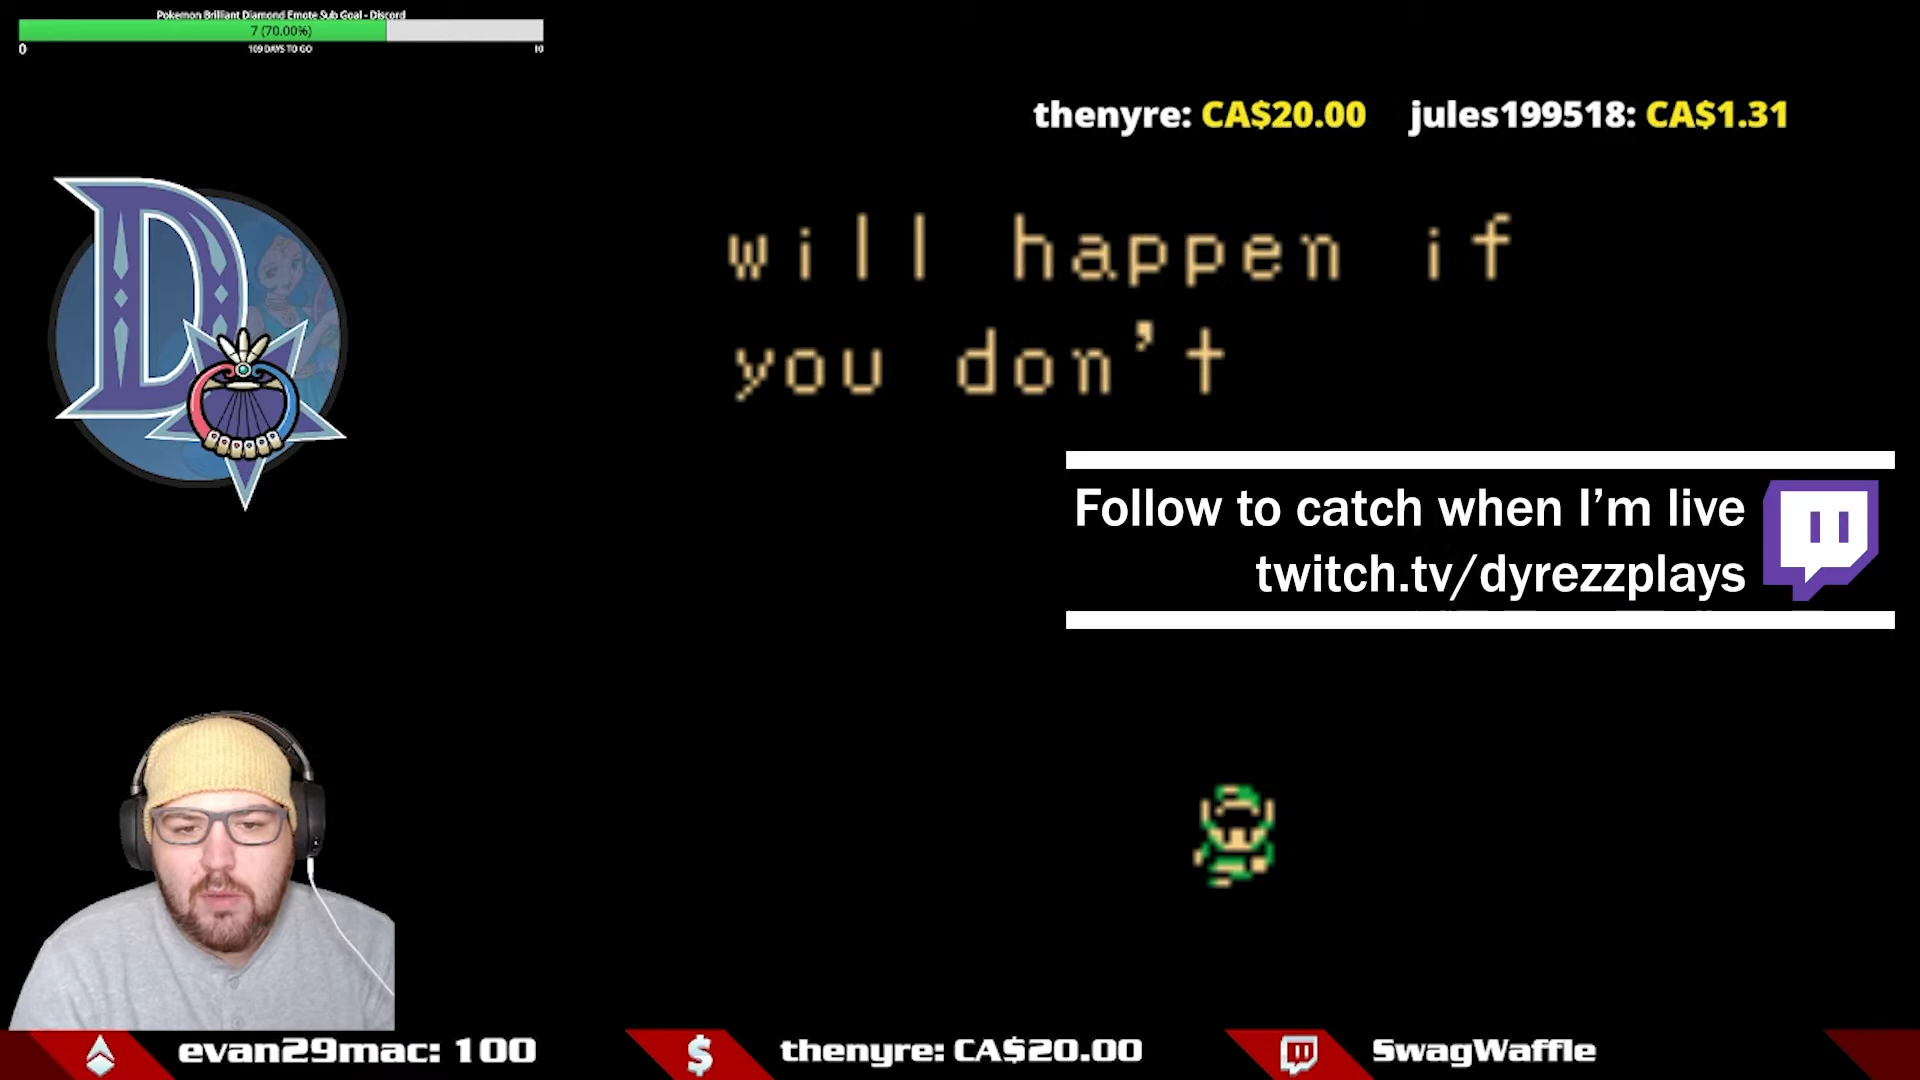 Pokemon Brilliant Diamond Emote Sub Goal - Discord
7 (70.00%)
0
109 DAYS TO GO
10
thenyre: CA$20.00 jules199518: CA$1.31
will happen if
you don't
D
Follow to catch when I'm live
twitch.tv/dyrezzplays
evan29mac: 100
thenyre: CA$20.00
SwagWaffle